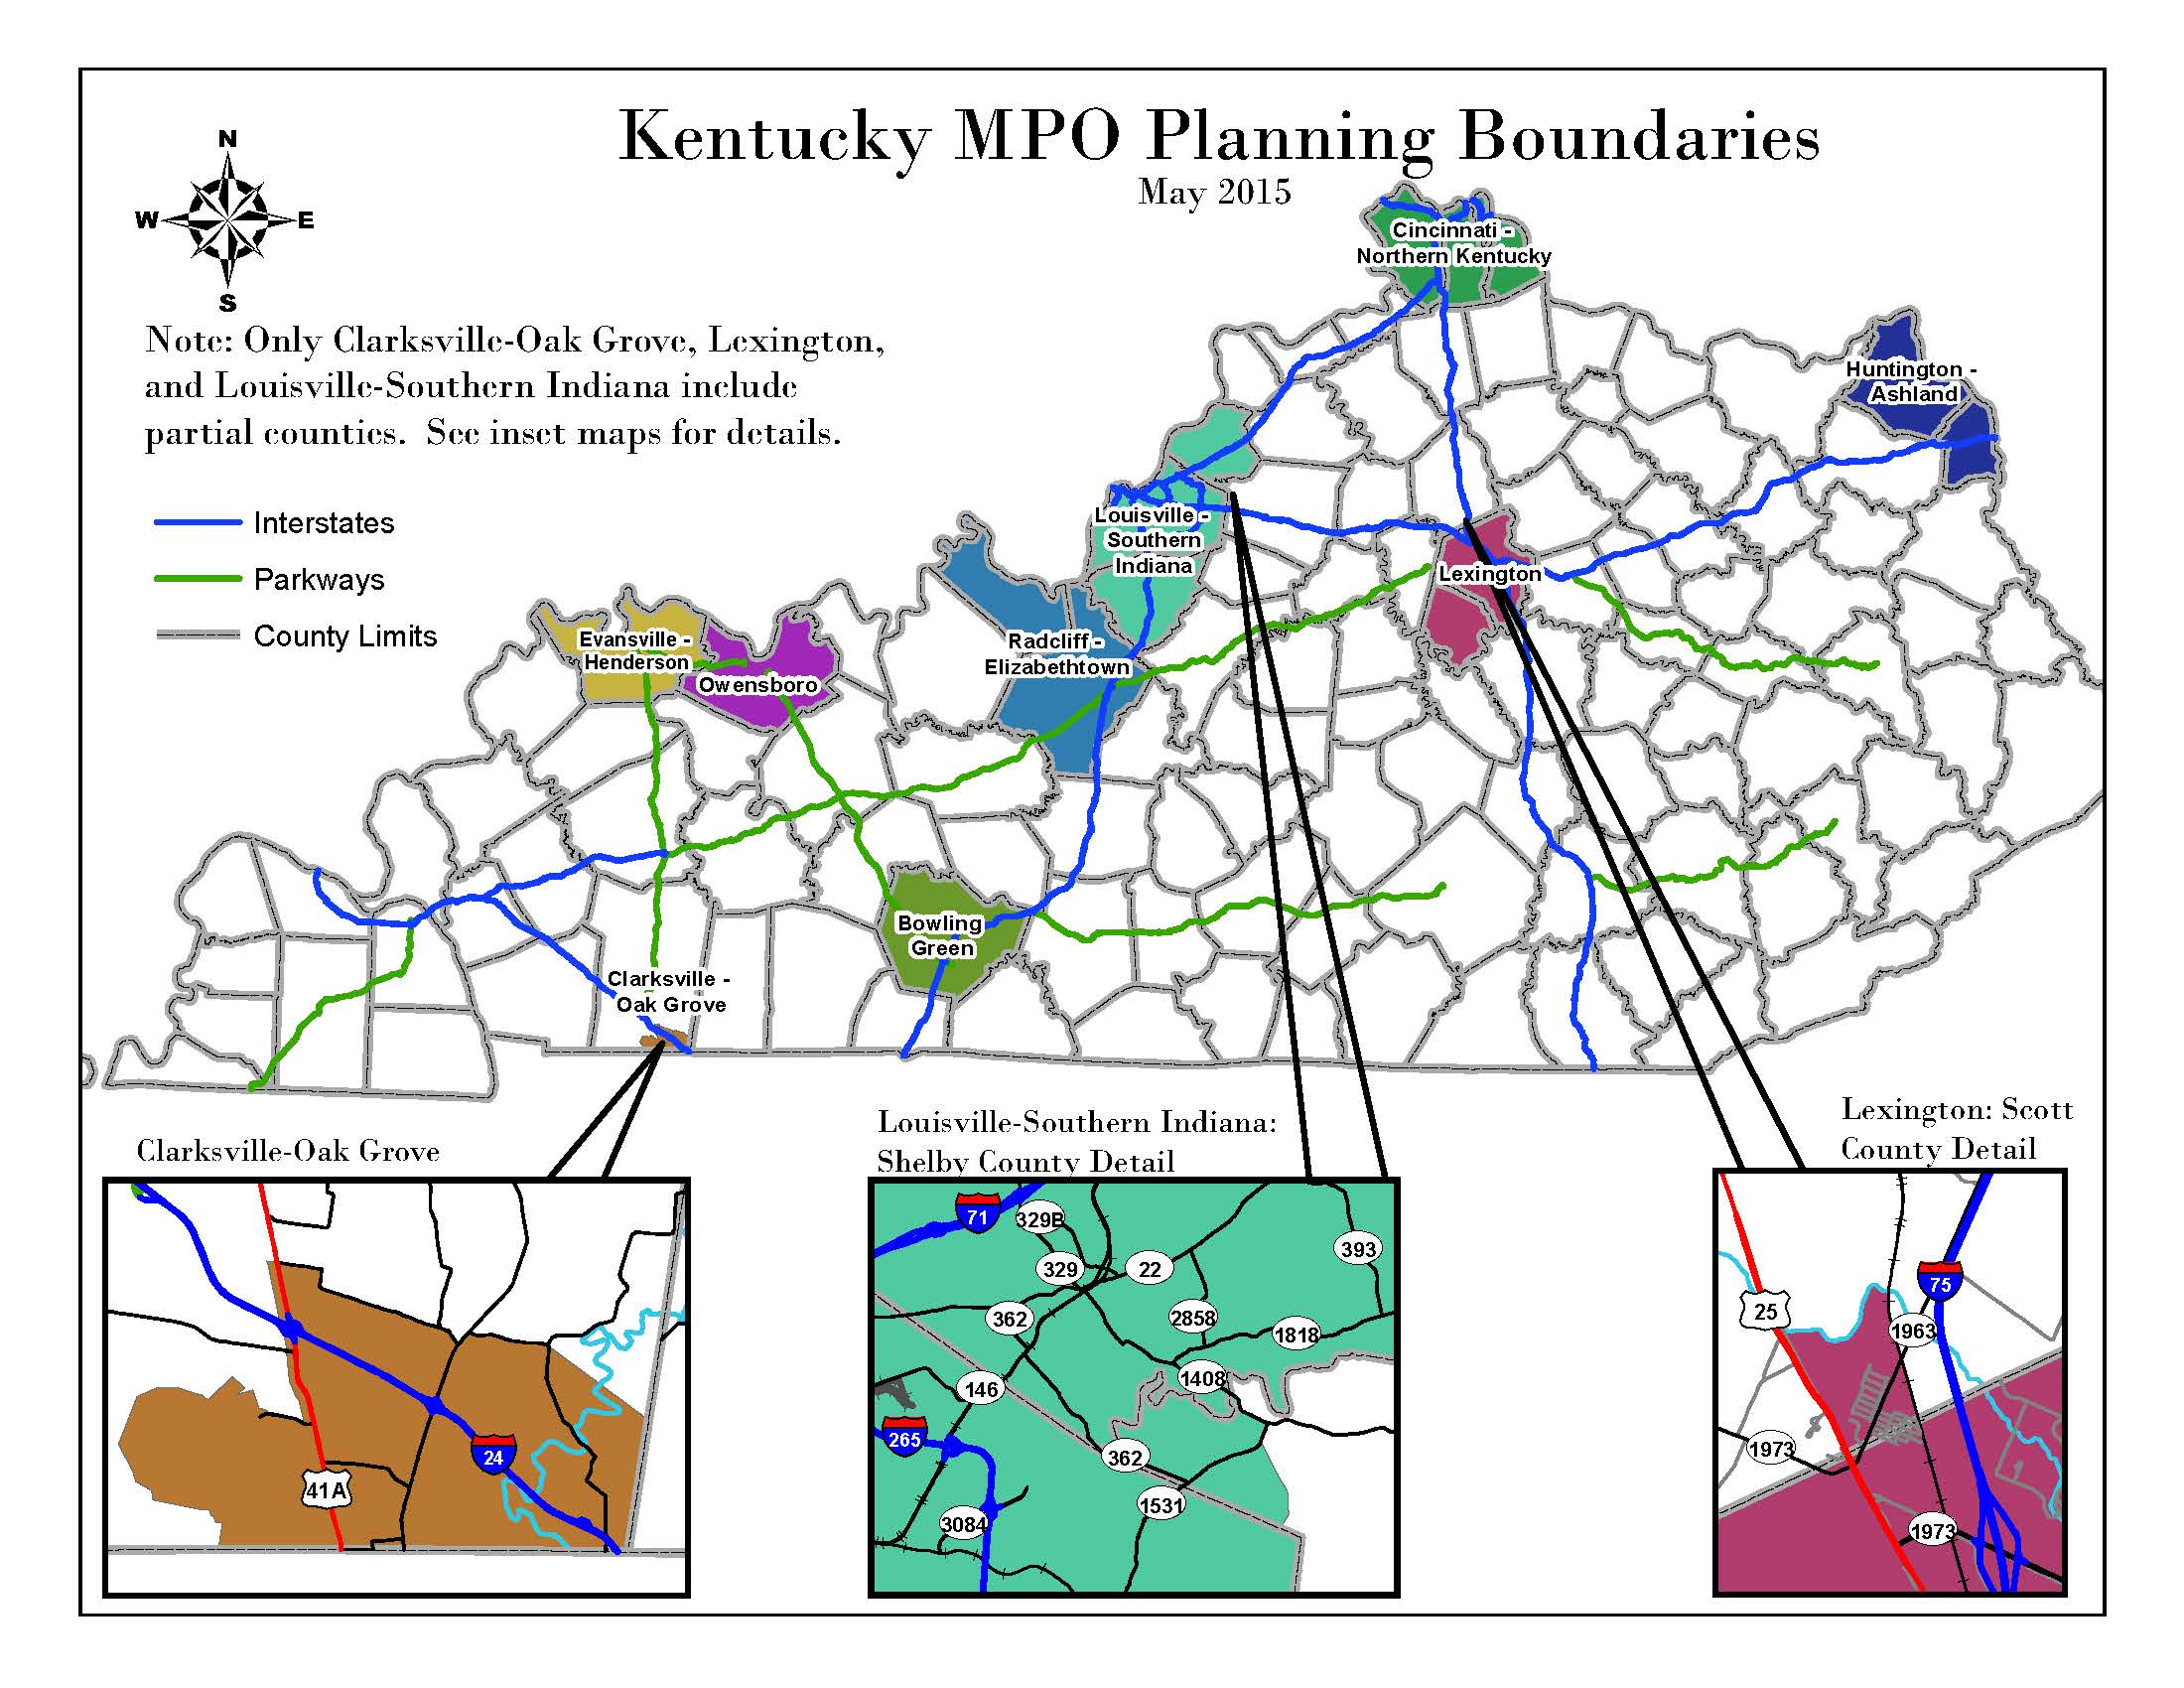 Kentucky MPO Planning Boundaries
May 2015
N
W
E
S
Note: Only Clarksville-Oak Grove, Lexington,
and Louisville-Southern Indiana include
partial counties. See inset maps for details.
Interstates
Parkways
County Limits
Cincinnati -
Northern Kentucky
Huntington -
Ashland
Louisville -
Southern
Indiana
Lexington
Radcliff -
Elizabethtown
Evansville -
Henderson
Owensboro
Bowling
Green
Clarksville -
Oak Grove
Clarksville-Oak Grove
41A
24
Louisville-Southern Indiana:
Shelby County Detail
71
329B
393
329
22
362
2858
1818
1408
146
265
362
1531
3084
Lexington: Scott
County Detail
75
25
1963
1973
1973